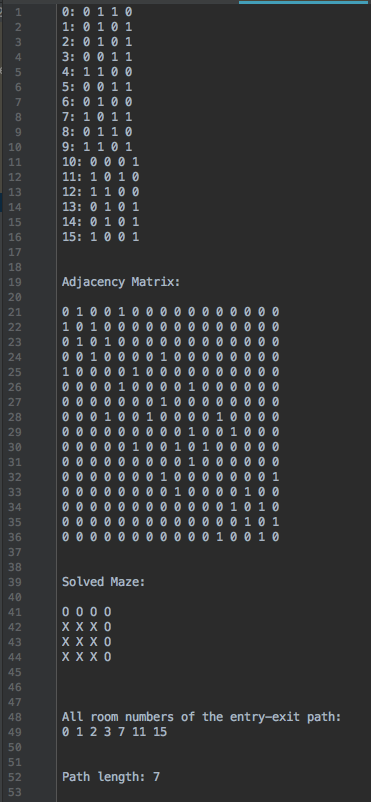 1 0: 0 1 1 0
2 1: 0 1 0 1
3 2: 0 1 0 1
4 3: 0 0 1 1
5 4: 1 1 0 0
6 5: 0 0 1 1
7 6: 0 1 0 0
8 7: 1 0 1 1
9 8: 0 1 1 0
10 9: 1 1 0 1
11 10: 0 0 0 1
12 11: 1 0 1 0
13 12: 1 1 0 0
14 13: 0 1 0 1
15 14: 0 1 0 1
16 15: 1 0 0 1
17
18
19 Adjacency Matrix:
20
21 0 1 0 0 1 0 0 0 0 0 0 0 0 0 0 0
22 1 0 1 0 0 0 0 0 0 0 0 0 0 0 0 0
23 0 1 0 1 0 0 0 0 0 0 0 0 0 0 0 0
24 0 0 1 0 0 0 0 1 0 0 0 0 0 0 0 0
25 1 0 0 0 0 1 0 0 0 0 0 0 0 0 0 0
26 0 0 0 0 1 0 0 0 0 1 0 0 0 0 0 0
27 0 0 0 0 0 0 0 1 0 0 0 0 0 0 0 0
28 0 0 0 1 0 0 1 0 0 0 0 1 0 0 0 0
29 0 0 0 0 0 0 0 0 0 1 0 0 1 0 0 0
30 0 0 0 0 0 1 0 0 1 0 1 0 0 0 0 0
31 0 0 0 0 0 0 0 0 0 1 0 0 0 0 0 0
32 0 0 0 0 0 0 0 1 0 0 0 0 0 0 0 1
33 0 0 0 0 0 0 0 0 1 0 0 0 0 1 0 0
34 0 0 0 0 0 0 0 0 0 0 0 0 1 0 1 0
35 0 0 0 0 0 0 0 0 0 0 0 0 0 1 0 1
36 0 0 0 0 0 0 0 0 0 0 0 1 0 0 1 0
37
38
39 Solved Maze:
40
41 O O O O
42 X X X O
43 X X X O
44 X X X O
45
46
47
48 All room numbers of the entry-exit path:
49 0 1 2 3 7 11 15
50
51
52 Path length: 7
53